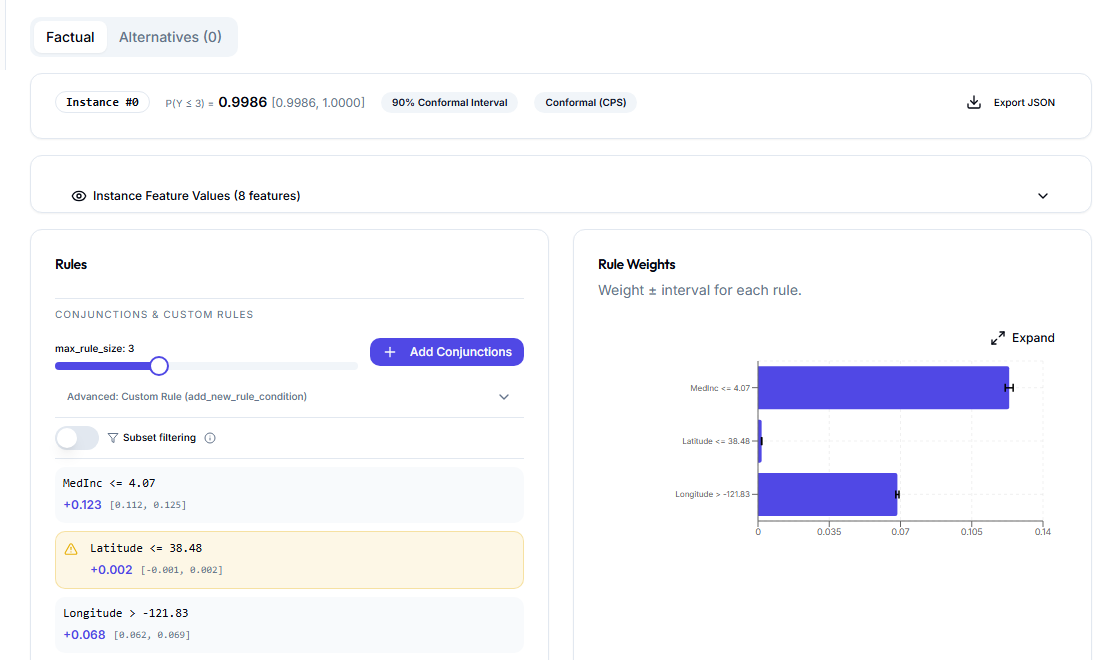 Factual
Alternatives (0)
Instance #0
P(Y ≤ 3) = 0.9986 [0.9986, 1.0000]
90% Conformal Interval
Conformal (CPS)
Export JSON
Instance Feature Values (8 features)
Rules
CONJUNCTIONS & CUSTOM RULES
max_rule_size: 3
Add Conjunctions
Advanced: Custom Rule (add_new_rule_condition)
Subset filtering
MedInc <= 4.07
+0.123 [0.112, 0.125]
Latitude <= 38.48
+0.002 [-0.001, 0.002]
Longitude > -121.83
+0.068 [0.062, 0.069]
Rule Weights
Weight ± interval for each rule.
Expand
MedInc <= 4.07
Latitude <= 38.48
Longitude > -121.83
0 0.035 0.07 0.105 0.14